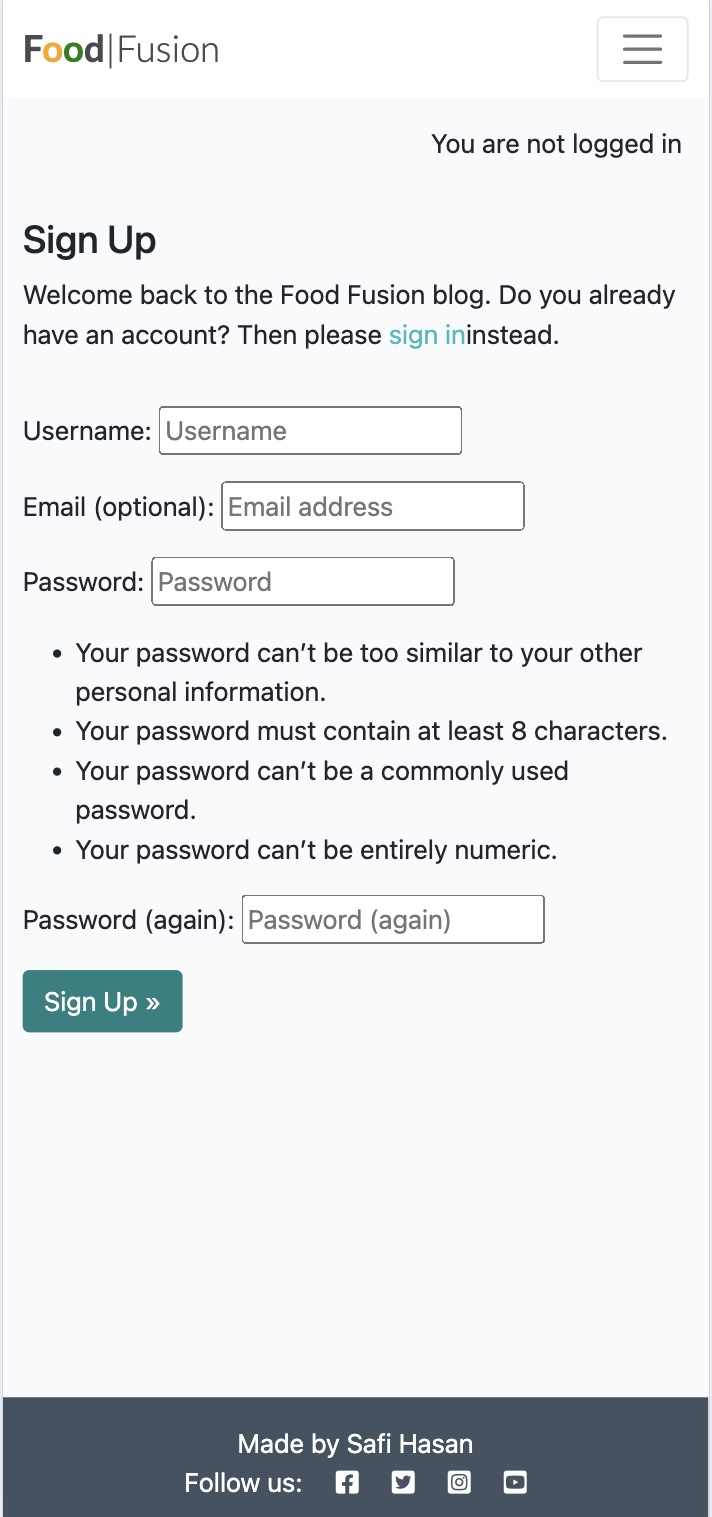 Food|Fusion
You are not logged in
Sign Up
Welcome back to the Food Fusion blog. Do you already
have an account? Then please sign ininstead.
Username: Username
Email (optional): Email address
Password: Password
• Your password can’t be too similar to your other
personal information.
• Your password must contain at least 8 characters.
• Your password can’t be a commonly used
password.
• Your password can’t be entirely numeric.
Password (again): Password (again)
Sign Up »
Made by Safi Hasan
Follow us: